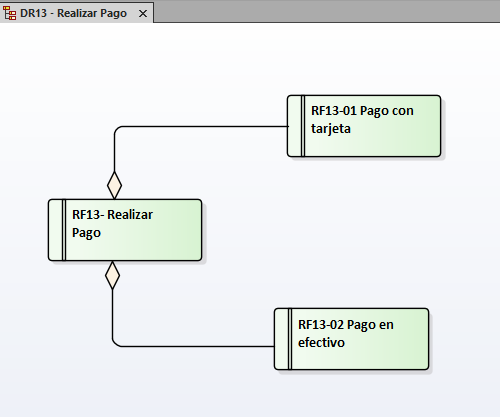 DR13 - Realizar Pago
RF13-01 Pago con
tarjeta
RF13- Realizar
Pago
RF13-02 Pago en
efectivo